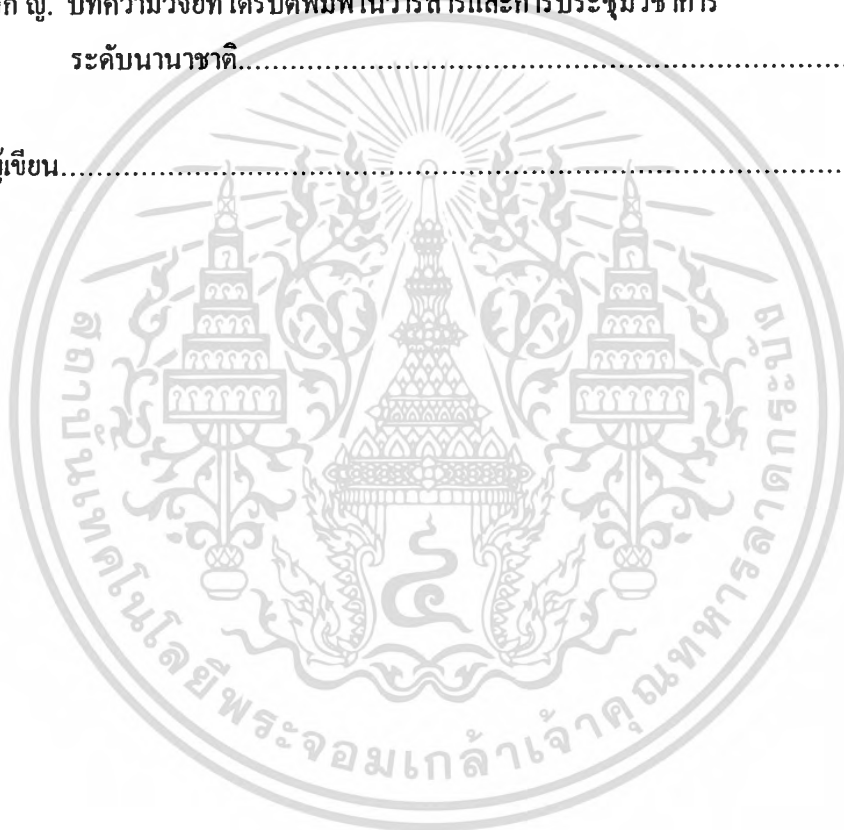 ญ. บทความวิจัยที่ได้รับตีพิมพ์ในวารสารและการประชุมวิชาการ
ระดับนานาชาติ....................................................................................
ผู้เขียน....................................................................................................
สถาบันเทคโนโลยีพระจอมเกล้าเจ้าคุณทหารลาดกระบัง